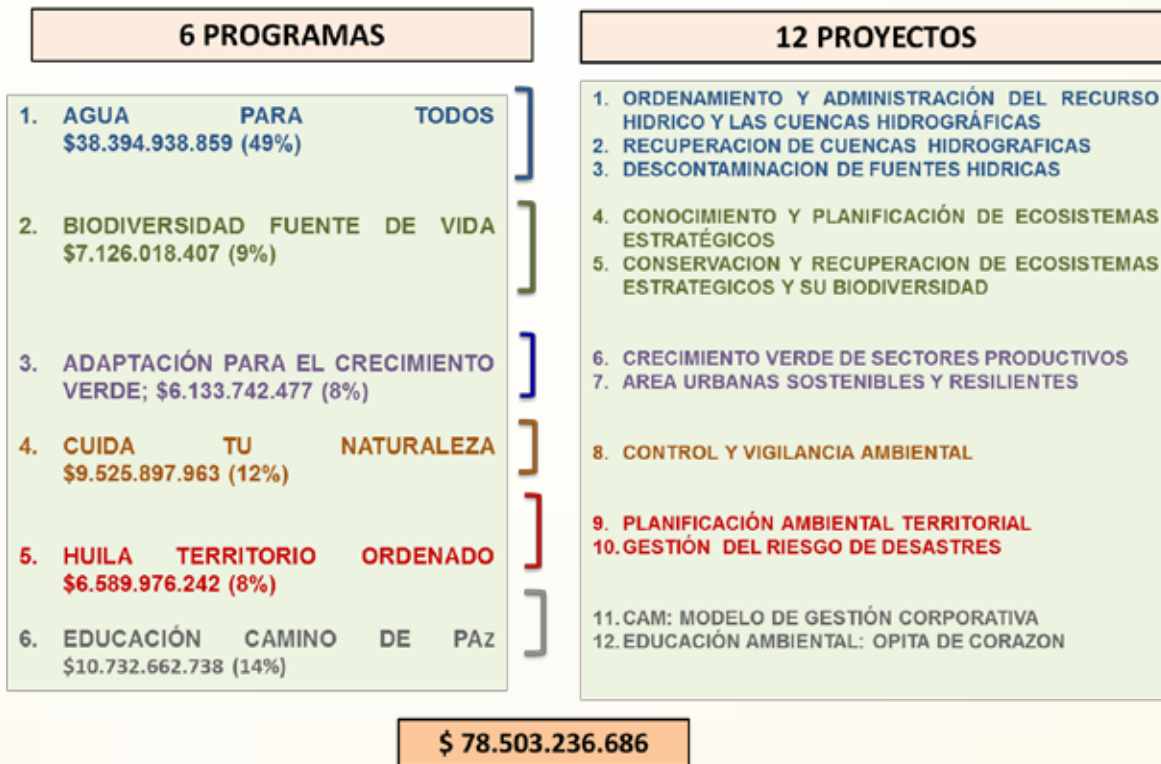 6 PROGRAMAS
1. AGUA PARA TODOS
$38.394.938.859 (49%)
2. BIODIVERSIDAD FUENTE DE VIDA
$7.126.018.407 (9%)
3. ADAPTACIÓN PARA EL CRECIMIENTO
VERDE; $6.133.742.477 (8%)
4. CUIDA TU NATURALEZA
$9.525.897.963 (12%)
5. HUILA TERRITORIO ORDENADO
$6.589.976.242 (8%)
6. EDUCACIÓN CAMINO DE PAz
$10.732.662.738 (14%)
12 PROYECTOS
1. ORDENAMIENTO Y ADMINISTRACIÓN DEL RECURSO
HIDRICO Y LAS CUENCAS HIDROGRÁFICAS
2. RECUPERACION DE CUENCAS HIDROGRAFICAS
3. DESCONTAMINACION DE FUENTES HIDRICAS
4. CONOCIMIENTO Y PLANIFICACIÓN DE ECOSISTEMAS
ESTRATÉGICOS
5. CONSERVACION Y RECUPERACION DE ECOSISTEMAS
ESTRATEGICOS Y SU BIODIVERSIDAD
6. CRECIMIENTO VERDE DE SECTORES PRODUCTIVOS
7. AREA URBANAS SOSTENIBLES Y RESILIENTES
8. CONTROL Y VIGILANCIA AMBIENTAL
9. PLANIFICACIÓN AMBIENTAL TERRITORIAL
10. GESTIÓN DEL RIESGO DE DESASTRES
11. CAM: MODELO DE GESTIÓN CORPORATIVA
12. EDUCACIÓN AMBIENTAL: OPITA DE CORAZON
$ 78.503.236.686